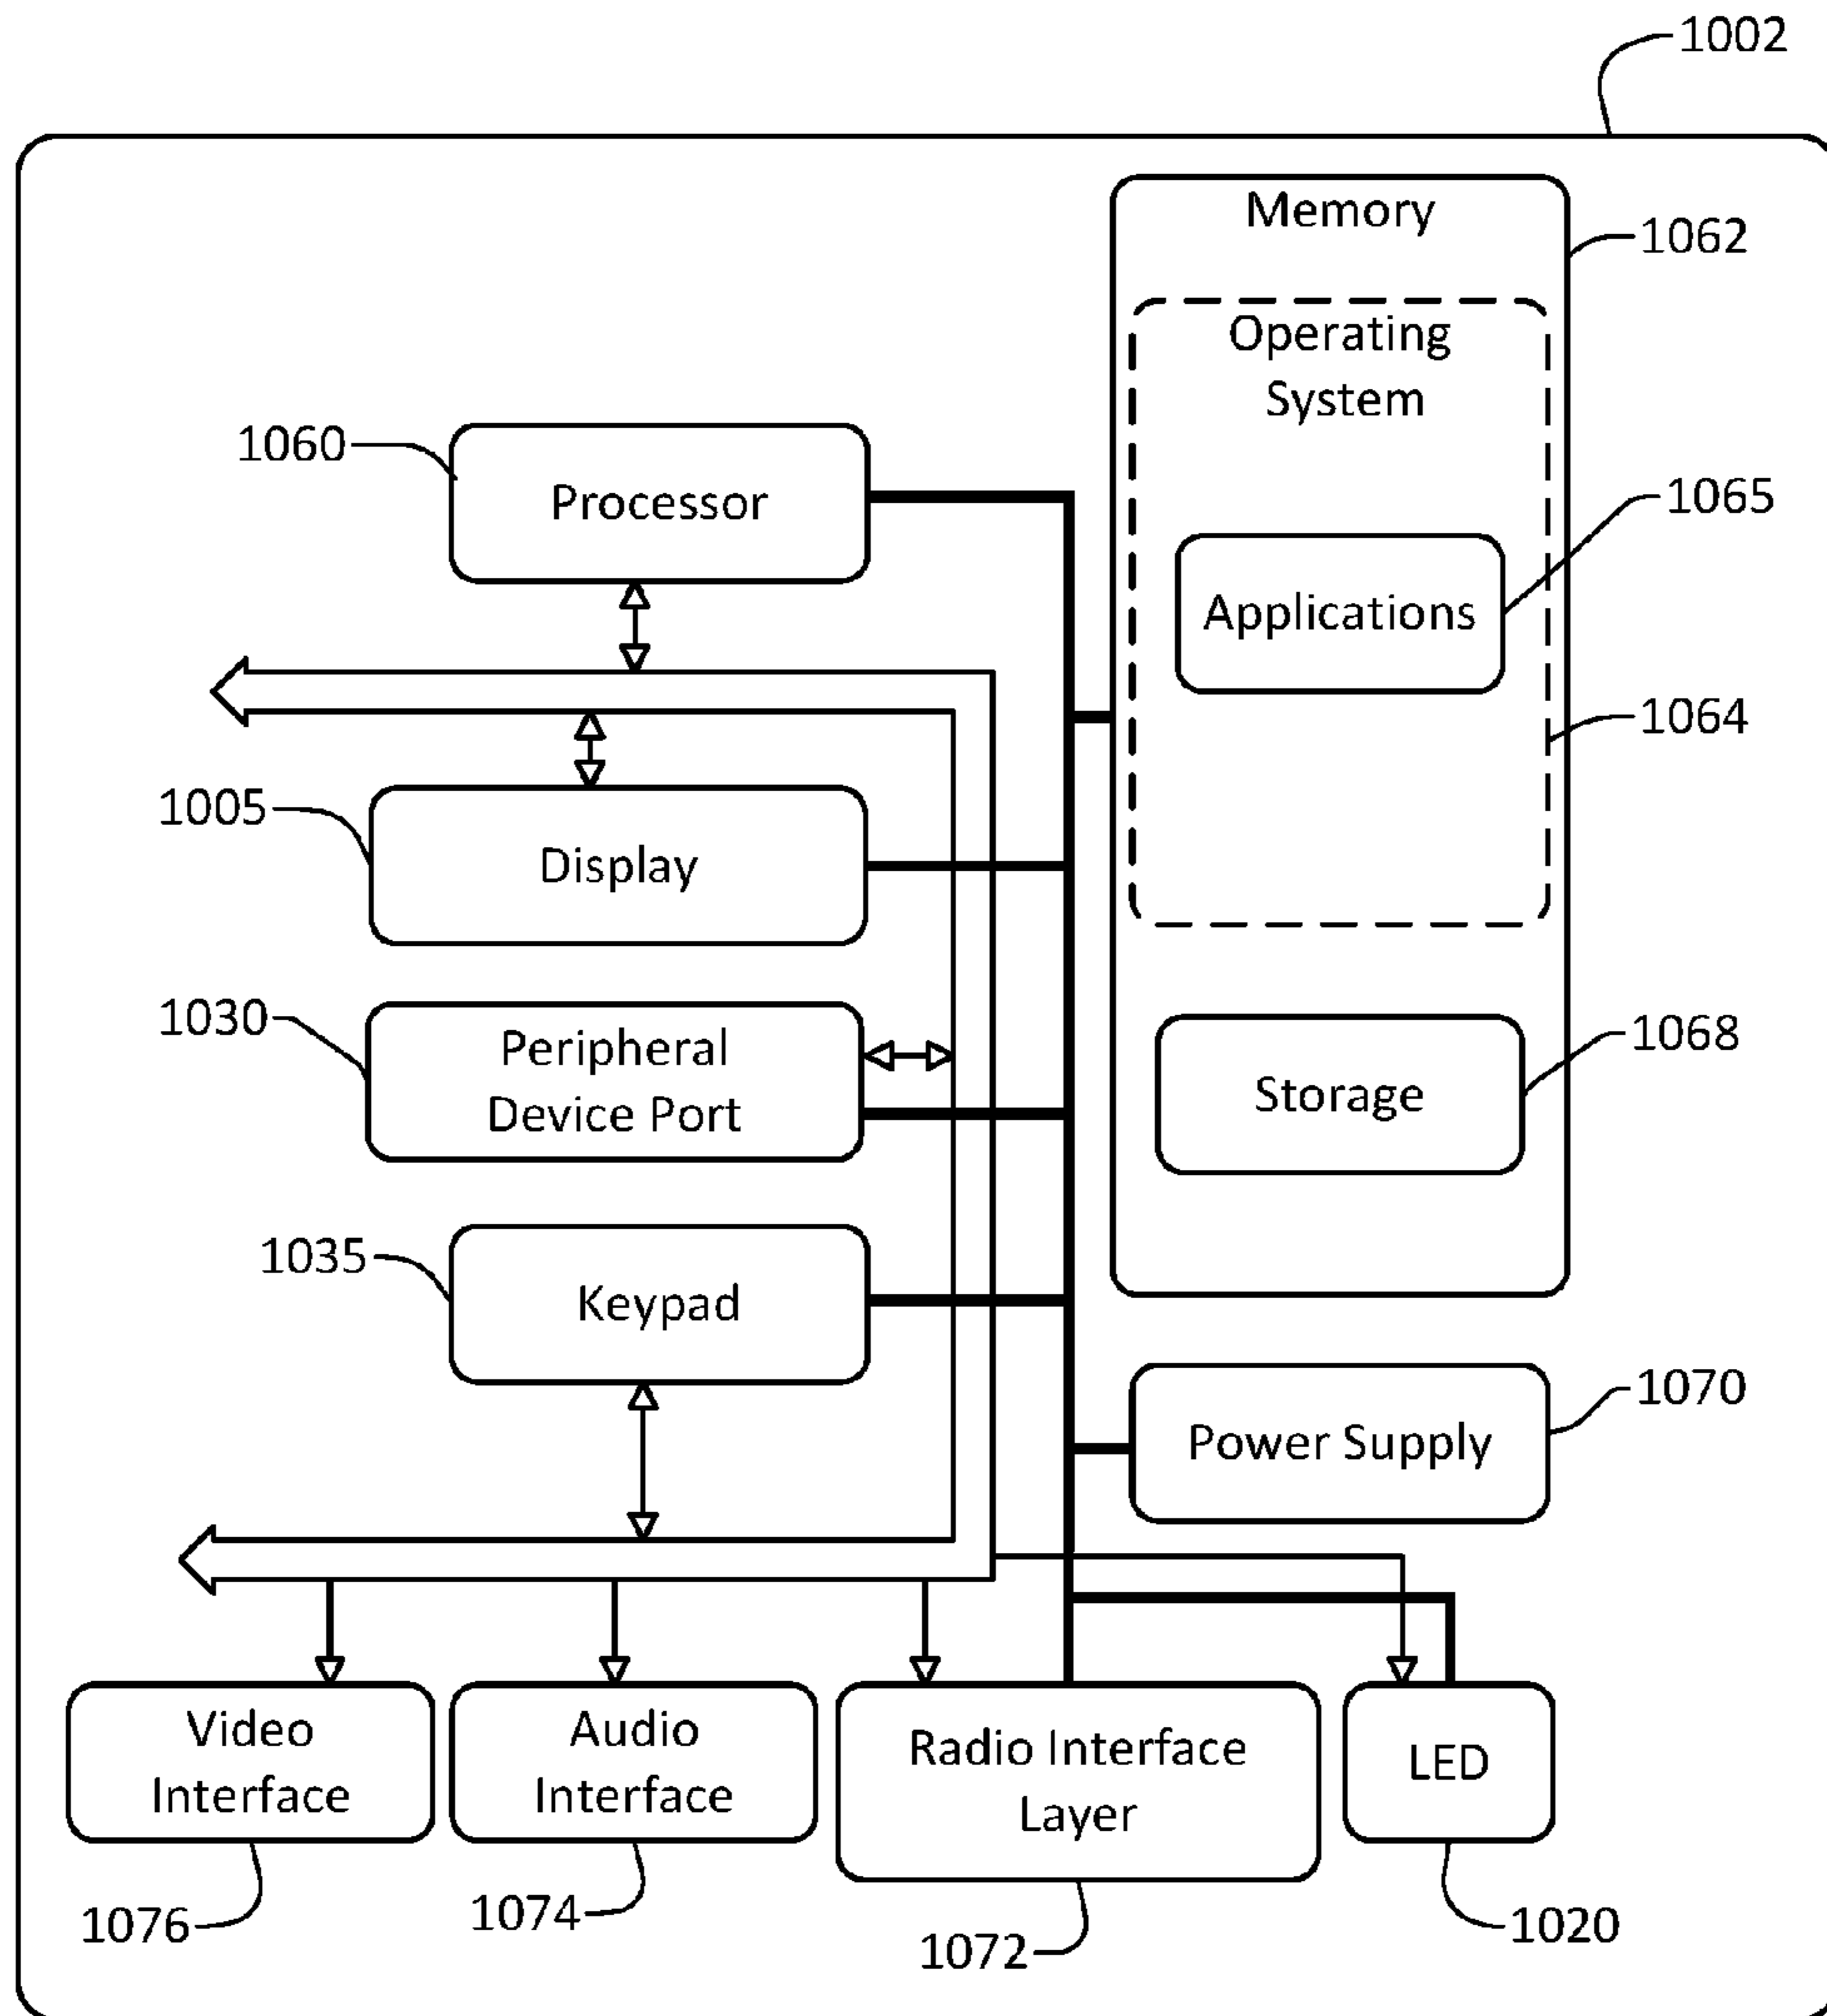 1002
Memory
1062
Operating
System
1060
Processor
1065
Applications
1064
1005
Display
1030
Peripheral
Device Port
1068
Storage
1035
Keypad
1070
Power Supply
Video
Interface
Audio
Interface
Radio Interface
Layer
LED
1076
1074
1072
1020